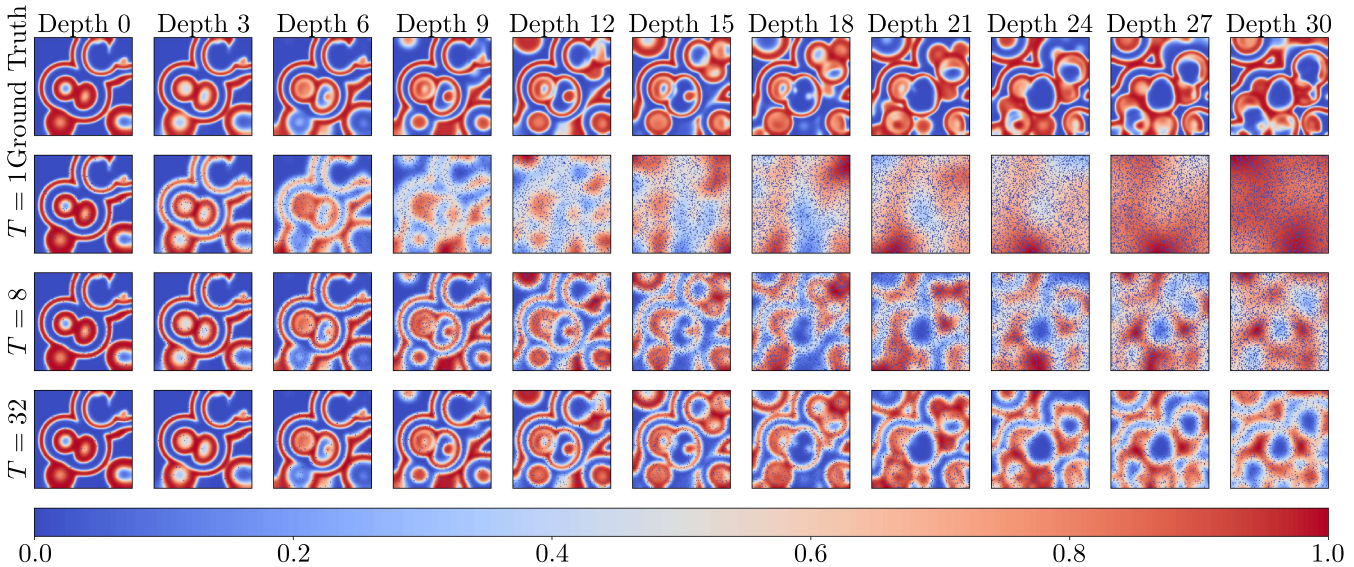 Depth 0 Depth 3 Depth 6 Depth 9 Depth 12 Depth 15 Depth 18 Depth 21 Depth 24 Depth 27 Depth 30
Ground Truth
T = 1
T = 8
T = 32
0.0 0.2 0.4 0.6 0.8 1.0